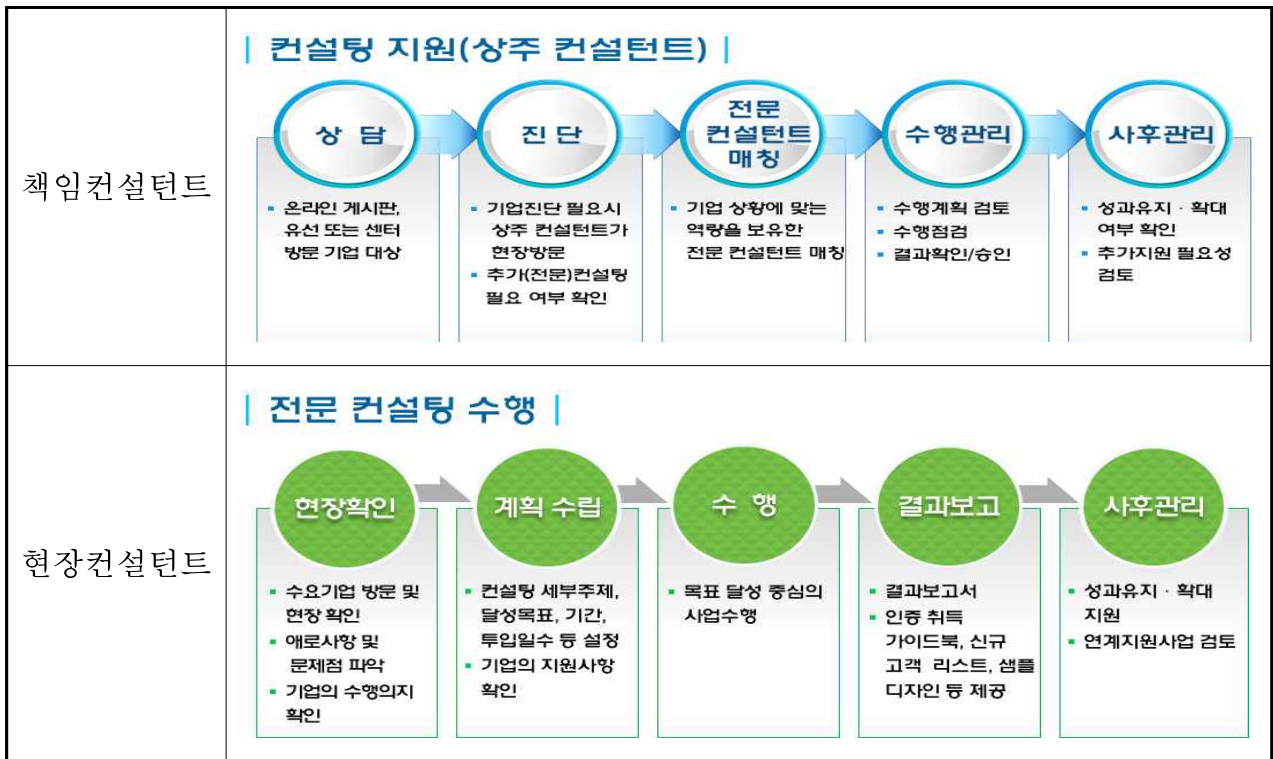 책임컨설턴트
| 컨설팅 지원(상주 컨설턴트) |
상 담
▪ 온라인 게시판,
유선 또는 센터
방문 기업 대상
진 단
▪ 기업진단 필요시
상주 컨설턴트가
현장방문
▪ 추가(전문)컨설팅
필요 여부 확인
전문
컨설턴트
매칭
▪ 기업 상황에 맞는
역량을 보유한
전문 컨설턴트 매칭
수행관리
▪ 수행계획 검토
▪ 수행점검
▪ 결과확인/승인
사후관리
▪ 성과유지 · 확대
여부 확인
▪ 추가지원 필요성
검토
현장컨설턴트
| 전문 컨설팅 수행 |
현장확인
▪ 수요기업 방문 및
현장 확인
▪ 애로사항 및
문제점 파악
▪ 기업의 수행의지
확인
계획 수립
▪ 컨설팅 세부주제,
달성목표, 기간,
투입일수 등 설정
▪ 기업의 지원사항
확인
수 행
▪ 목표 달성 중심의
사업수행
결과보고
▪ 결과보고서
▪ 인증 취득
가이드북, 신규
고객 리스트, 샘플
디자인 등 제공
사후관리
▪ 성과유지 · 확대
지원
▪ 연계지원사업 검토